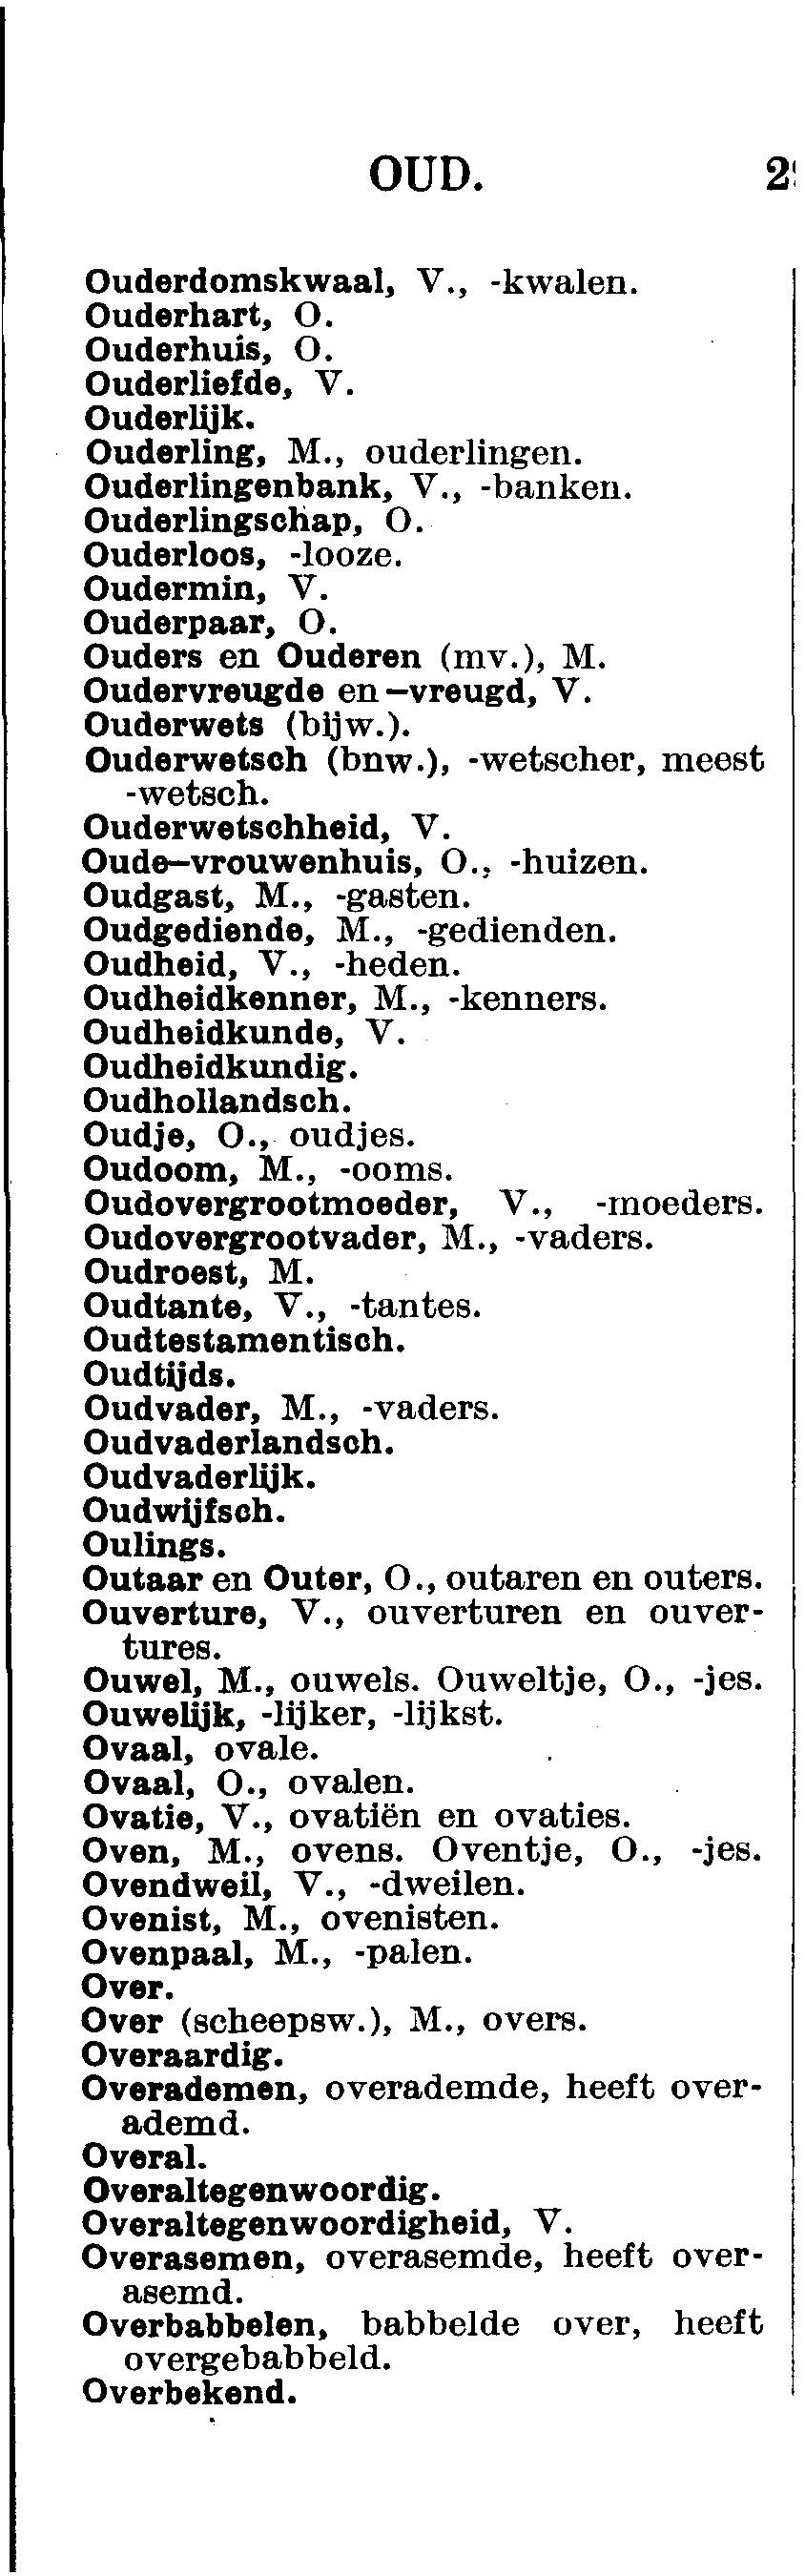 OUD.
Ouderdomskwaal, V., -kwalen.
Ouderhart, O.
Ouderhuis, O.
Ouderliefde, V.
Ouderlijk.
Ouderling, M., ouderlingen.
Ouderlingenbank, V., -banken.
Ouderlingschap, O.
Ouderloos, -looze.
Oudermin, V.
Ouderpaar, O.
Ouders en Ouderen (mv.), M.
Oudervreugde en —vreugd, V.
Ouderwets (bijw.).
Ouderwetsch (bnw.), -wetscher, meest
-wetsch.
Ouderwetschheid, V.
Oude—vrouwenhuis, O., -huizen.
Oudgast, M., -gasten.
Oudgediende, M., -gedienden.
Oudheid, V., -heden.
Oudheidkenner, M., -kenners.
Oudheidkunde, V.
Oudheidkundig.
Oudhollandsch.
Oudje, O., oudjes.
Oudoom, M., -ooms.
Oudovergrootmoeder, V., -moeders.
Oudovergrootvader, M., -vaders.
Oudroest, M.
Oudtante, V., -tantes.
Oudtestamentisch.
Oudtijds.
Oudvader, M., -vaders.
Oudvaderlandsch.
Oudvaderlijk.
Oudwijfsch.
Oulings.
Outaar en Outer, O., outaren en outers.
Ouverture, V., ouverturen en ouver-
tures.
Ouwel, M., ouwels. Ouweltje, O., -jes.
Ouwelijk, -lijker, -lijkst.
Ovaal, ovale.
Ovaal, O., ovalen.
Ovatie, V., ovatiën en ovaties.
Oven, M., ovens. Oventje, O., -jes.
Ovendweil, V., -dweilen.
Ovenist, M., ovenisten.
Ovenpaal, M., -palen.
Over.
Over (scheepsw.), M., overs.
Overaardig.
Overademen, overademde, heeft over-
ademd.
Overal.
Overaltegenwoordig.
Overaltegenwoordigheid, V.
Overasemen, overasemde, heeft over-
asemd.
Overbabbelen, babbelde over, heeft
overgebabbeld.
Overbekend.